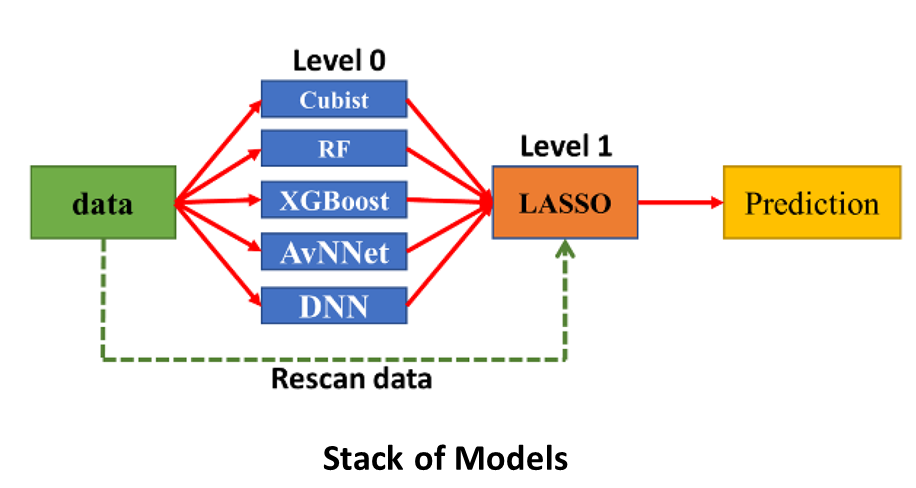 Level 0
Cubist
RF
XGBoost
AvNNet
DNN
data
Level 1
LASSO
Prediction
Rescan data
Stack of Models